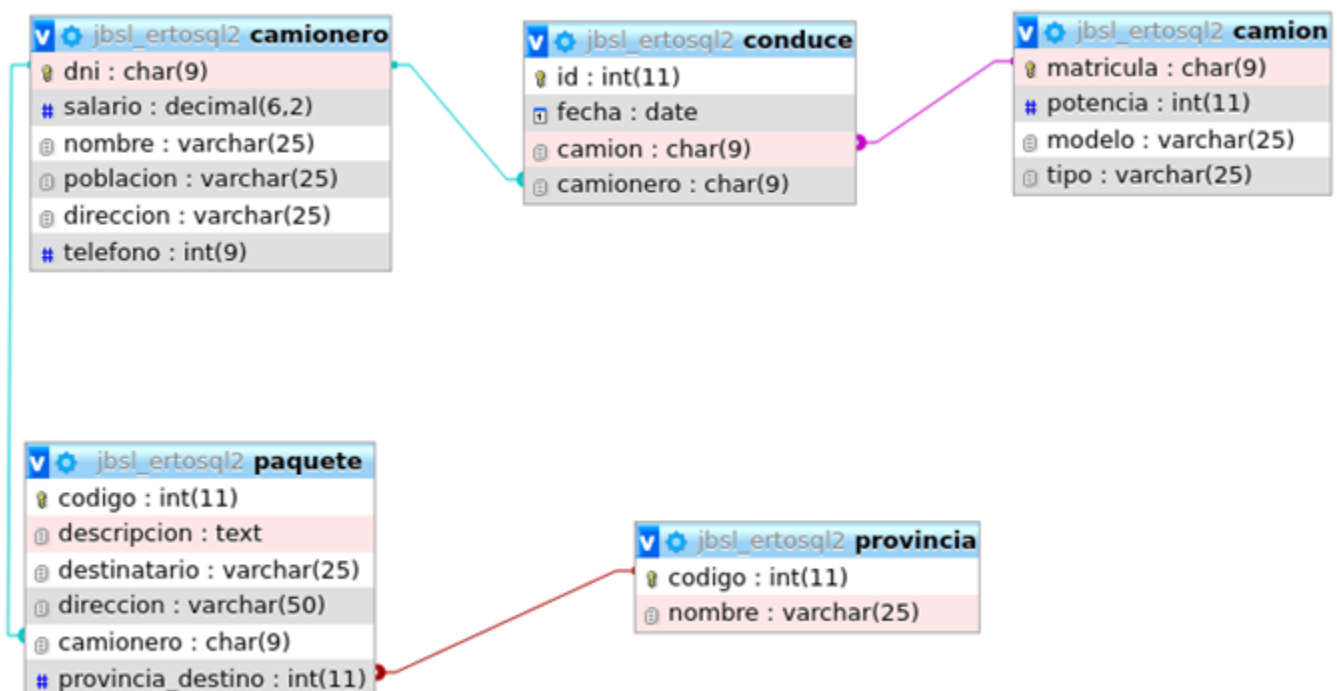 jbsl_ertosql2 camionero
dni : char(9)
salario : decimal(6,2)
nombre : varchar(25)
poblacion : varchar(25)
direccion : varchar(25)
telefono : int(9)
jbsl_ertosql2 conduce
id : int(11)
fecha : date
camion : char(9)
camionero : char(9)
jbsl_ertosql2 camion
matricula : char(9)
potencia : int(11)
modelo : varchar(25)
tipo : varchar(25)
jbsl_ertosql2 paquete
codigo : int(11)
descripcion : text
destinatario : varchar(25)
direccion : varchar(50)
camionero : char(9)
provincia_destino : int(11)
jbsl_ertosql2 provincia
codigo : int(11)
nombre : varchar(25)